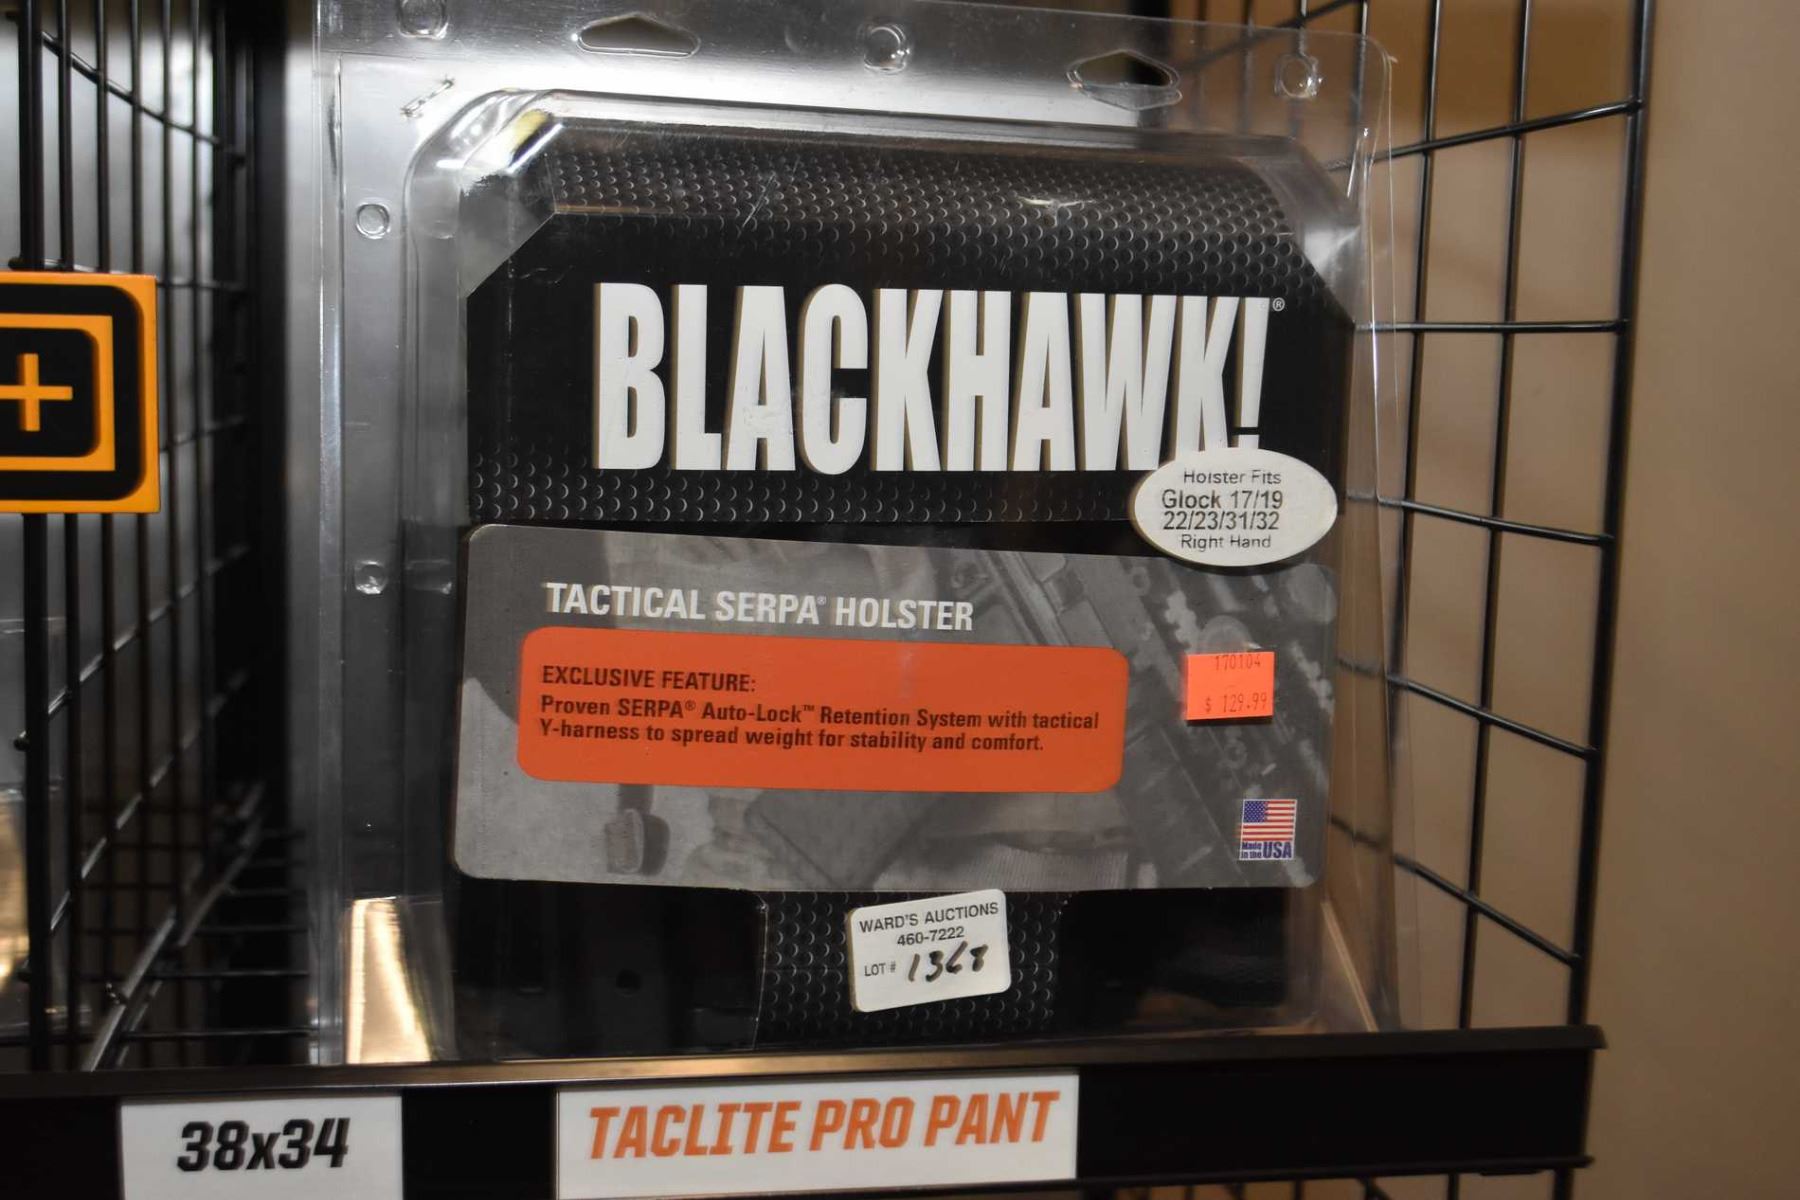 BLACKHAWK!®
Holster Fits
Glock 17/19
22/23/31/32
Right Hand
TACTICAL SERPA® HOLSTER
EXCLUSIVE FEATURE:
Proven SERPA® Auto-Lock™ Retention System with tactical
Y-harness to spread weight for stability and comfort.
170104
$ 129.99
Made
in the USA
WARD'S AUCTIONS
460-7222
LOT # 1368
38x34
TACLITE PRO PANT